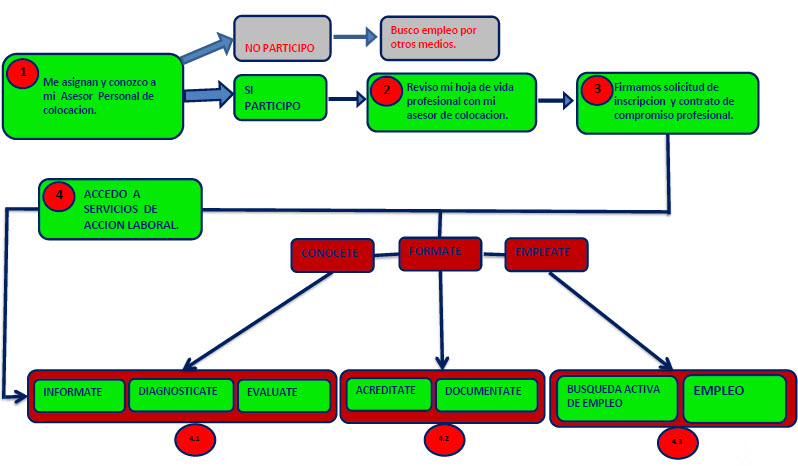 1
Me asignan y conozco a
mi Asesor Personal de
colocacion.
NO PARTICIPO
Busco empleo por
otros medios.
SI
PARTICIPO
2
Reviso mi hoja de vida
profesional con mi
asesor de colocacion.
3
Firmamos solicitud de
inscripcion y contrato de
compromiso profesional.
4
ACCEDO A
SERVICIOS DE
ACCION LABORAL.
CONOCETE
FORMATE
EMPLEATE
INFORMATE
DIAGNOSTICATE
EVALUATE
4.1
ACREDITATE
DOCUMENTATE
4.2
BUSQUEDA ACTIVA
DE EMPLEO
EMPLEO
4.3